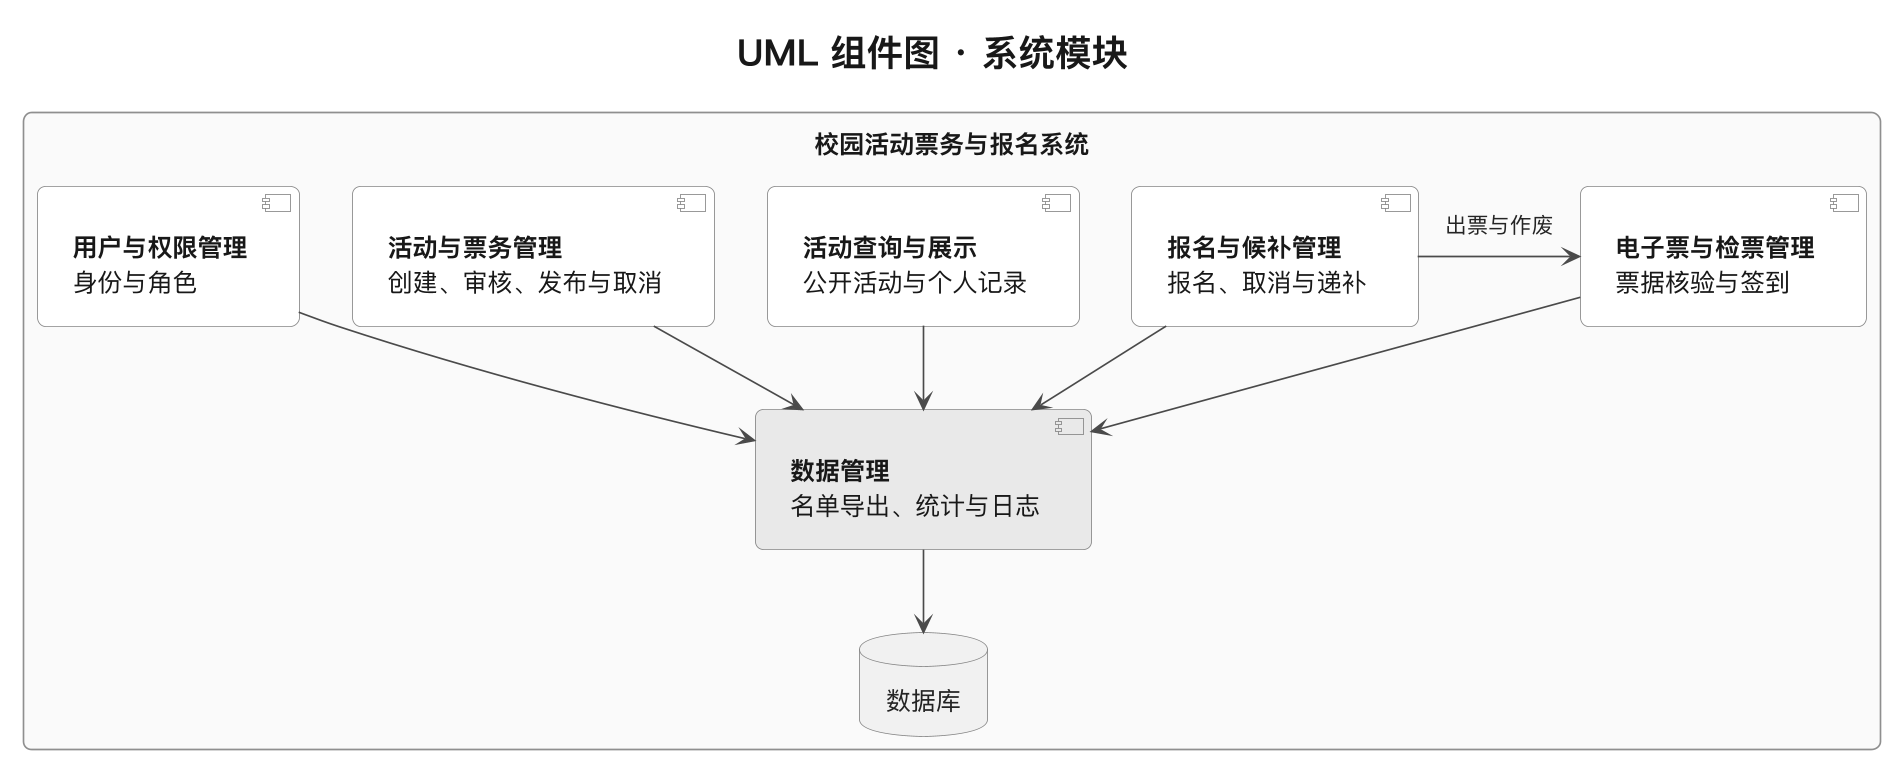 UML 组件图 · 系统模块
校园活动票务与报名系统
用户与权限管理
身份与角色
活动与票务管理
创建、审核、发布与取消
活动查询与展示
公开活动与个人记录
报名与候补管理
报名、取消与递补
出票与作废
电子票与检票管理
票据核验与签到
数据管理
名单导出、统计与日志
数据库